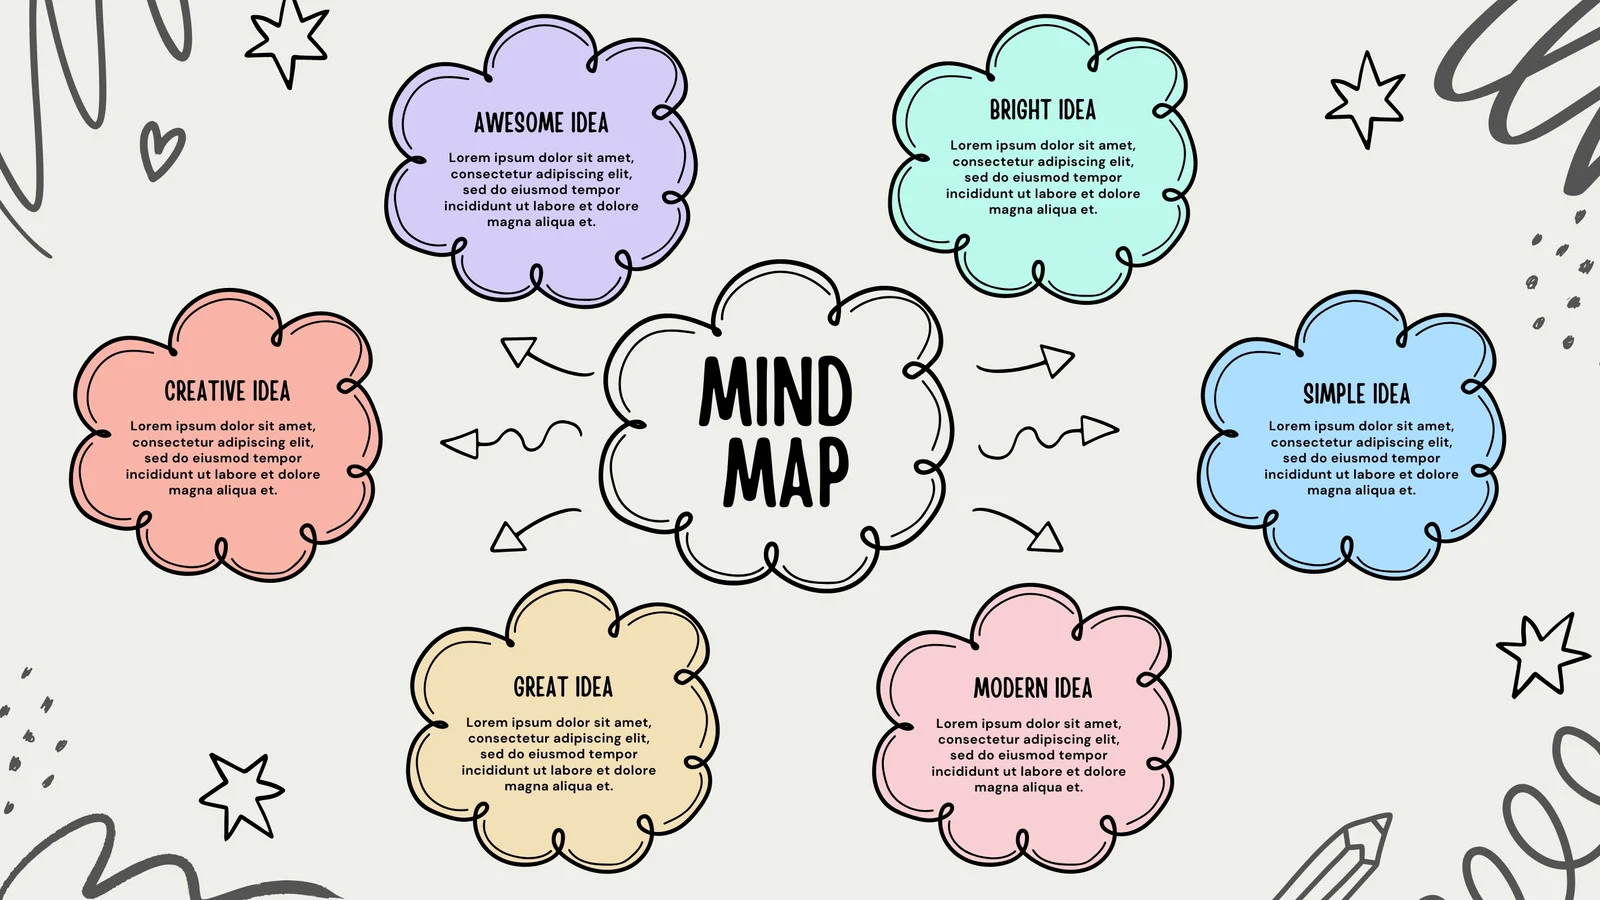 AWESOME IDEA
Lorem ipsum dolor sit amet,
consectetur adipiscing elit,
sed do eiusmod tempor
incididunt ut labore et dolore
magna aliqua et.
BRIGHT IDEA
Lorem ipsum dolor sit amet,
consectetur adipiscing elit,
sed do eiusmod tempor
incididunt ut labore et dolore
magna aliqua et.
CREATIVE IDEA
Lorem ipsum dolor sit amet,
consectetur adipiscing elit,
sed do eiusmod tempor
incididunt ut labore et dolore
magna aliqua et.
MIND
MAP
SIMPLE IDEA
Lorem ipsum dolor sit amet,
consectetur adipiscing elit,
sed do eiusmod tempor
incididunt ut labore et dolore
magna aliqua et.
GREAT IDEA
Lorem ipsum dolor sit amet,
consectetur adipiscing elit,
sed do eiusmod tempor
incididunt ut labore et dolore
magna aliqua et.
MODERN IDEA
Lorem ipsum dolor sit amet,
consectetur adipiscing elit,
sed do eiusmod tempor
incididunt ut labore et dolore
magna aliqua et.